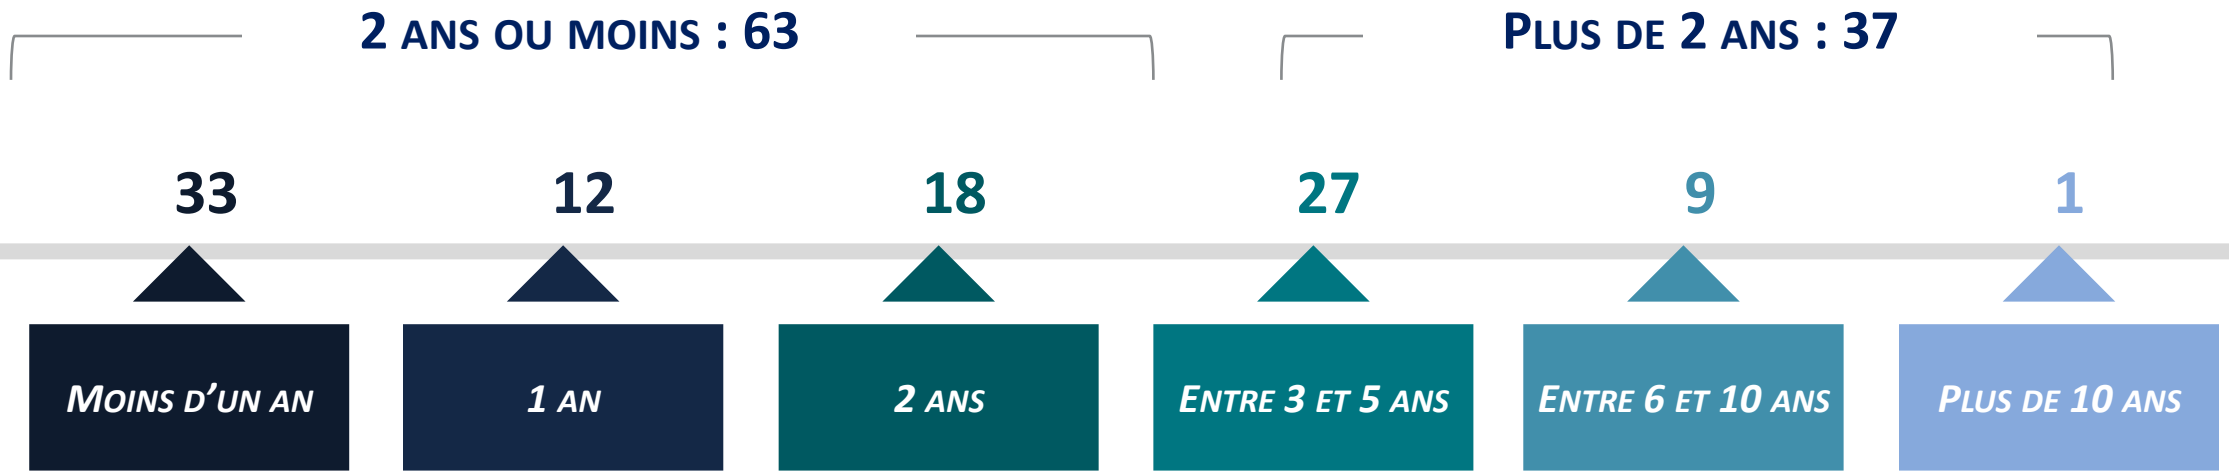 2 ANS OU MOINS : 63
PLUS DE 2 ANS : 37
33
12
18
27
9
1
MOINS D'UN AN
1 AN
2 ANS
ENTRE 3 ET 5 ANS
ENTRE 6 ET 10 ANS
PLUS DE 10 ANS